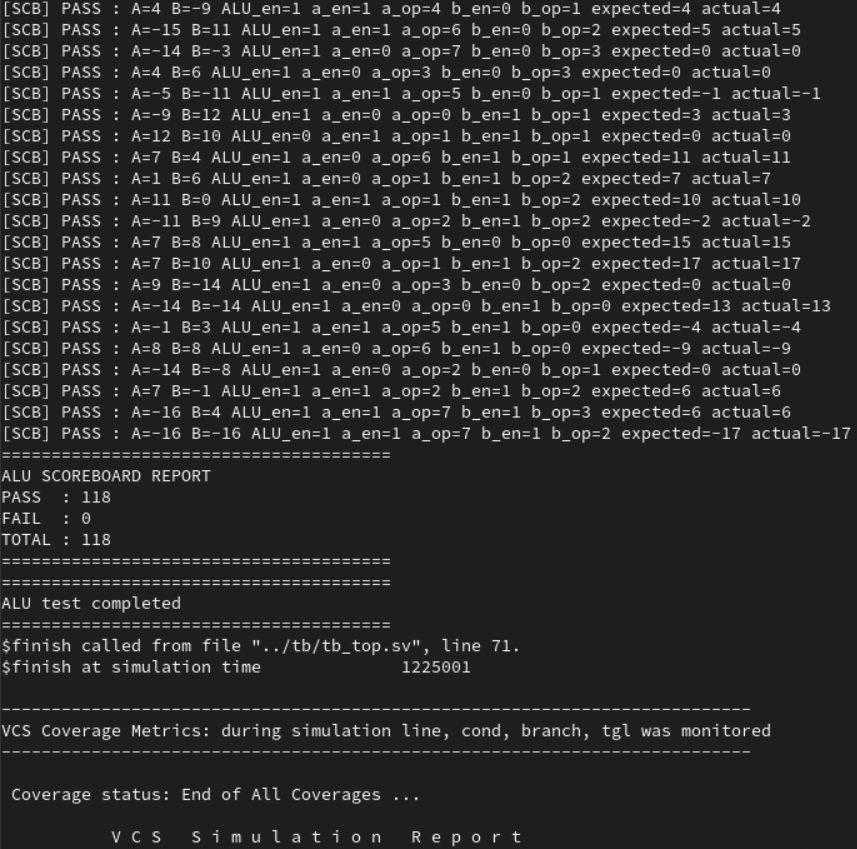 [SCB] PASS : A=4 B=-9 ALU_en=1 a_en=1 a_op=4 b_en=0 b_op=1 expected=4 actual=4
[SCB] PASS : A=-15 B=11 ALU_en=1 a_en=1 a_op=6 b_en=0 b_op=2 expected=5 actual=5
[SCB] PASS : A=-14 B=-3 ALU_en=1 a_en=0 a_op=7 b_en=0 b_op=3 expected=0 actual=0
[SCB] PASS : A=4 B=6 ALU_en=1 a_en=0 a_op=3 b_en=0 b_op=3 expected=0 actual=0
[SCB] PASS : A=-5 B=-11 ALU_en=1 a_en=1 a_op=5 b_en=0 b_op=1 expected=-1 actual=-1
[SCB] PASS : A=-9 B=12 ALU_en=1 a_en=0 a_op=0 b_en=1 b_op=1 expected=3 actual=3
[SCB] PASS : A=12 B=10 ALU_en=0 a_en=1 a_op=1 b_en=1 b_op=1 expected=0 actual=0
[SCB] PASS : A=7 B=4 ALU_en=1 a_en=0 a_op=6 b_en=1 b_op=1 expected=11 actual=11
[SCB] PASS : A=1 B=6 ALU_en=1 a_en=0 a_op=1 b_en=1 b_op=2 expected=7 actual=7
[SCB] PASS : A=11 B=0 ALU_en=1 a_en=1 a_op=1 b_en=1 b_op=2 expected=10 actual=10
[SCB] PASS : A=-11 B=9 ALU_en=1 a_en=0 a_op=2 b_en=1 b_op=2 expected=-2 actual=-2
[SCB] PASS : A=7 B=8 ALU_en=1 a_en=1 a_op=5 b_en=0 b_op=0 expected=15 actual=15
[SCB] PASS : A=7 B=10 ALU_en=1 a_en=0 a_op=1 b_en=1 b_op=2 expected=17 actual=17
[SCB] PASS : A=9 B=-14 ALU_en=1 a_en=0 a_op=3 b_en=0 b_op=2 expected=0 actual=0
[SCB] PASS : A=-14 B=-14 ALU_en=1 a_en=0 a_op=0 b_en=1 b_op=0 expected=13 actual=13
[SCB] PASS : A=-1 B=3 ALU_en=1 a_en=1 a_op=5 b_en=1 b_op=0 expected=-4 actual=-4
[SCB] PASS : A=8 B=8 ALU_en=1 a_en=0 a_op=6 b_en=1 b_op=0 expected=-9 actual=-9
[SCB] PASS : A=-14 B=-8 ALU_en=1 a_en=0 a_op=2 b_en=0 b_op=1 expected=0 actual=0
[SCB] PASS : A=7 B=-1 ALU_en=1 a_en=1 a_op=2 b_en=1 b_op=2 expected=6 actual=6
[SCB] PASS : A=-16 B=4 ALU_en=1 a_en=1 a_op=7 b_en=1 b_op=3 expected=6 actual=6
[SCB] PASS : A=-16 B=-16 ALU_en=1 a_en=1 a_op=7 b_en=1 b_op=2 expected=-17 actual=-17
=======================================
ALU SCOREBOARD REPORT
PASS  : 118
FAIL  : 0
TOTAL : 118
=======================================
=======================================
ALU test completed
=======================================
$finish called from file "../tb/tb_top.sv", line 71.
$finish at simulation time              1225001

---------------------------------------------------------------------------
VCS Coverage Metrics: during simulation line, cond, branch, tgl was monitored
---------------------------------------------------------------------------

 Coverage status: End of All Coverages ...

           V C S   S i m u l a t i o n   R e p o r t